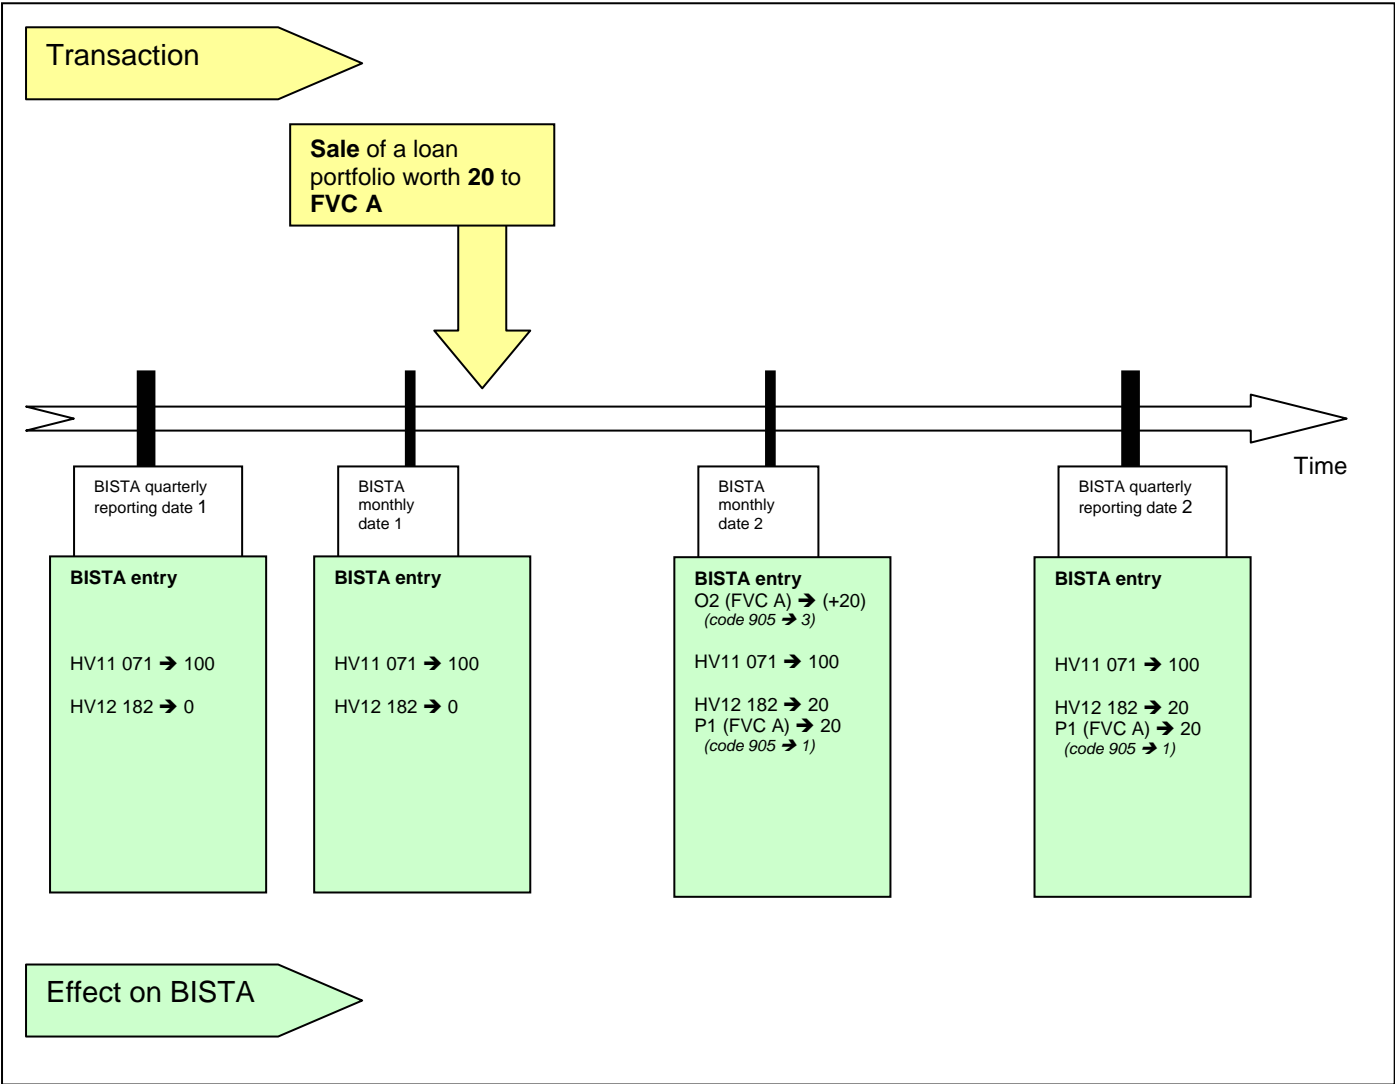 Transaction
Sale of a loan
portfolio worth 20 to
FVC A
Time
BISTA quarterly
reporting date 1
BISTA
monthly
date 1
BISTA
monthly
date 2
BISTA quarterly
reporting date 2
BISTA entry
HV11 071 ➔ 100
HV12 182 ➔ 0
BISTA entry
HV11 071 ➔ 100
HV12 182 ➔ 0
BISTA entry
O2 (FVC A) ➔ (+20)
(code 905 ➔ 3)
HV11 071 ➔ 100
HV12 182 ➔ 20
P1 (FVC A) ➔ 20
(code 905 ➔ 1)
BISTA entry
HV11 071 ➔ 100
HV12 182 ➔ 20
P1 (FVC A) ➔ 20
(code 905 ➔ 1)
Effect on BISTA